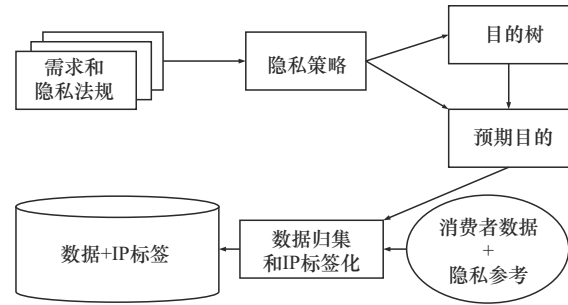 需求和
隐私法规
隐私策略
目的树
预期目的
数据+IP标签
数据归集
和IP标签化
消费者数据
+
隐私参考